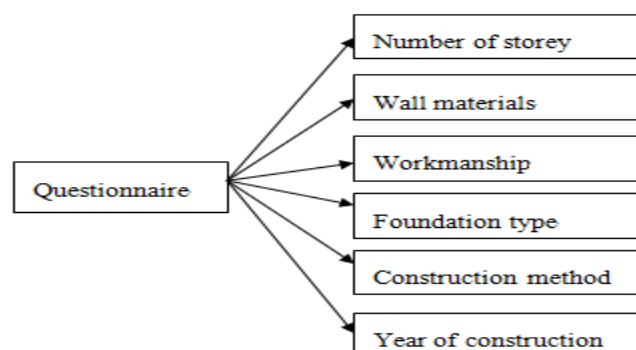 Number of storey
Wall materials
Workmanship
Questionnaire
Foundation type
Construction method
Year of construction